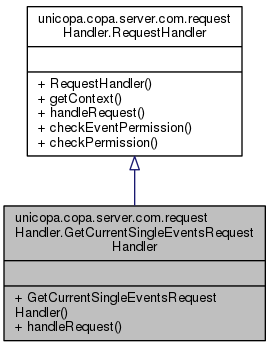 unicopa.copa.server.com.request
Handler.RequestHandler
+ RequestHandler()
+ getContext()
+ handleRequest()
+ checkEventPermission()
+ checkPermission()
unicopa.copa.server.com.request
Handler.GetCurrentSingleEventsRequest
Handler
+ GetCurrentSingleEventsRequest
Handler()
+ handleRequest()